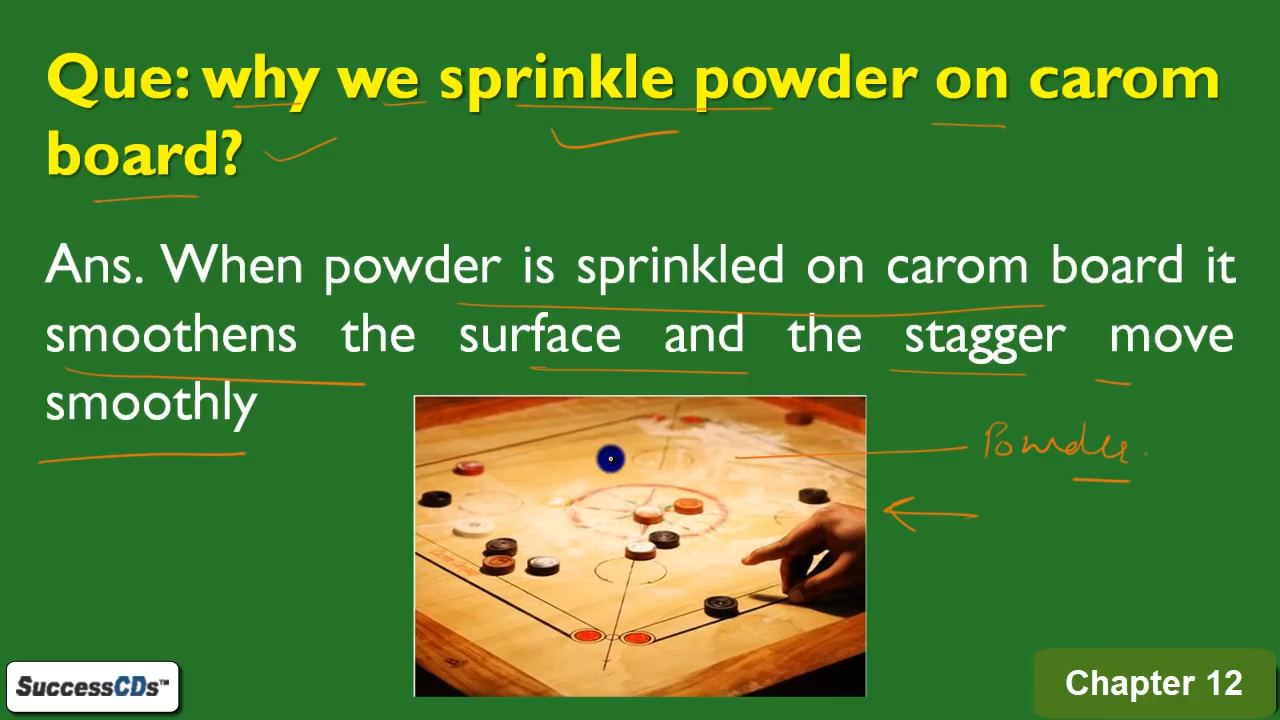 Que: why we sprinkle powder on carom
board?
Ans. When powder is sprinkled on carom board it
smoothens the surface and the stagger move
smoothly
Powder.
SuccessCDs™
Chapter 12